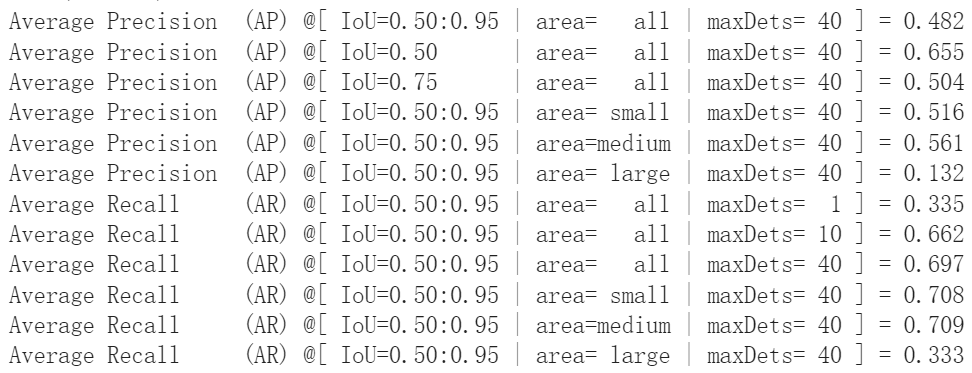 Average Precision  (AP) @[ IoU=0.50:0.95 | area=   all | maxDets= 40 ] = 0.482
Average Precision  (AP) @[ IoU=0.50      | area=   all | maxDets= 40 ] = 0.655
Average Precision  (AP) @[ IoU=0.75      | area=   all | maxDets= 40 ] = 0.504
Average Precision  (AP) @[ IoU=0.50:0.95 | area= small | maxDets= 40 ] = 0.516
Average Precision  (AP) @[ IoU=0.50:0.95 | area=medium | maxDets= 40 ] = 0.561
Average Precision  (AP) @[ IoU=0.50:0.95 | area= large | maxDets= 40 ] = 0.132
Average Recall     (AR) @[ IoU=0.50:0.95 | area=   all | maxDets=  1 ] = 0.335
Average Recall     (AR) @[ IoU=0.50:0.95 | area=   all | maxDets= 10 ] = 0.662
Average Recall     (AR) @[ IoU=0.50:0.95 | area=   all | maxDets= 40 ] = 0.697
Average Recall     (AR) @[ IoU=0.50:0.95 | area= small | maxDets= 40 ] = 0.708
Average Recall     (AR) @[ IoU=0.50:0.95 | area=medium | maxDets= 40 ] = 0.709
Average Recall     (AR) @[ IoU=0.50:0.95 | area= large | maxDets= 40 ] = 0.333